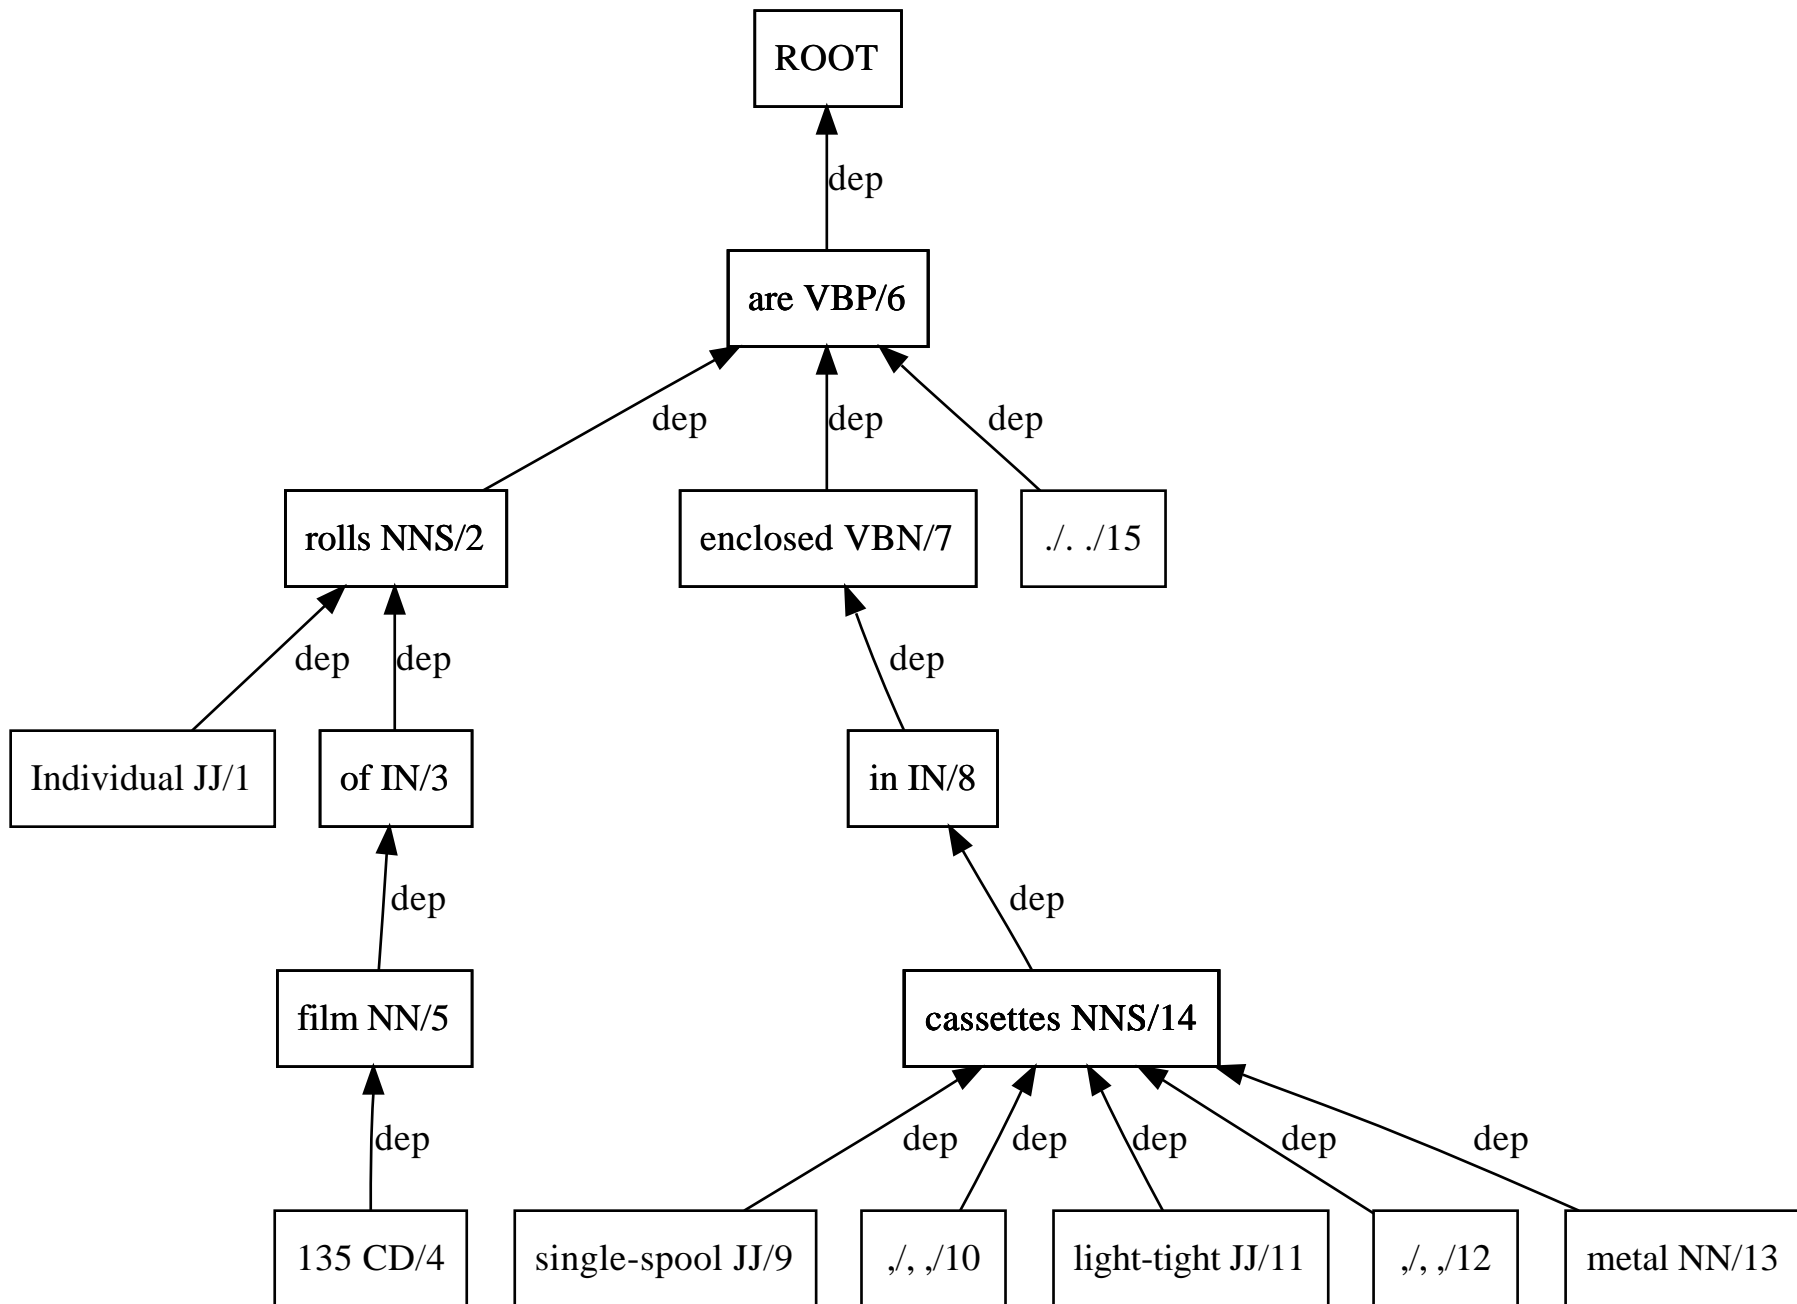 ROOT
dep
are VBP/6
dep dep dep
rolls NNS/2 enclosed VBN/7 ./. ./15
dep dep dep
Individual JJ/1 of IN/3 in IN/8
dep dep
film NN/5 cassettes NNS/14
dep dep dep dep dep dep
135 CD/4 single-spool JJ/9 ,/, ,/10 light-tight JJ/11 ,/, ,/12 metal NN/13